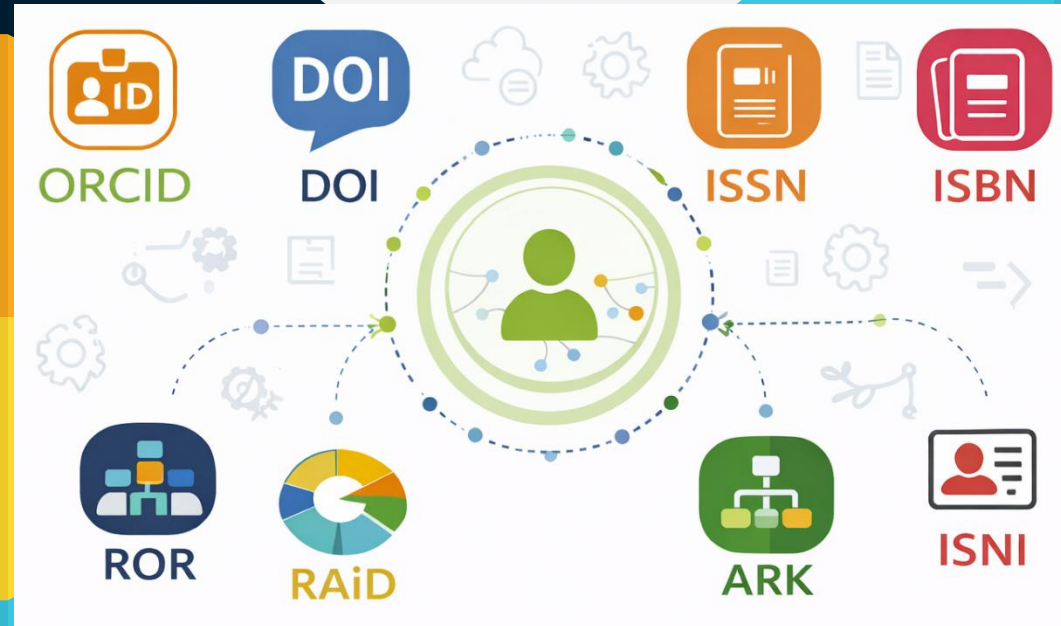 ID
DOI
ORCID
DOI
ISSN
ISBN
ROR
RAiD
ARK
ISNI